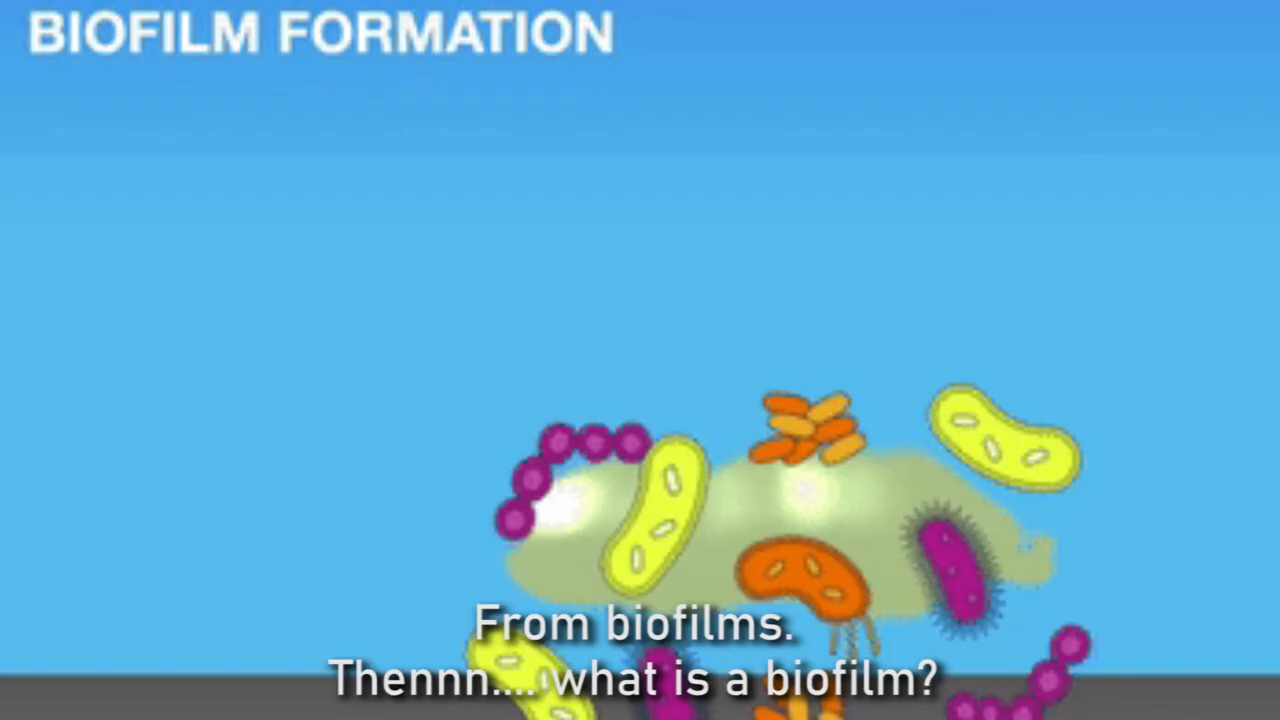 BIOFILM FORMATION
From biofilms.
Thennn.... what is a biofilm?